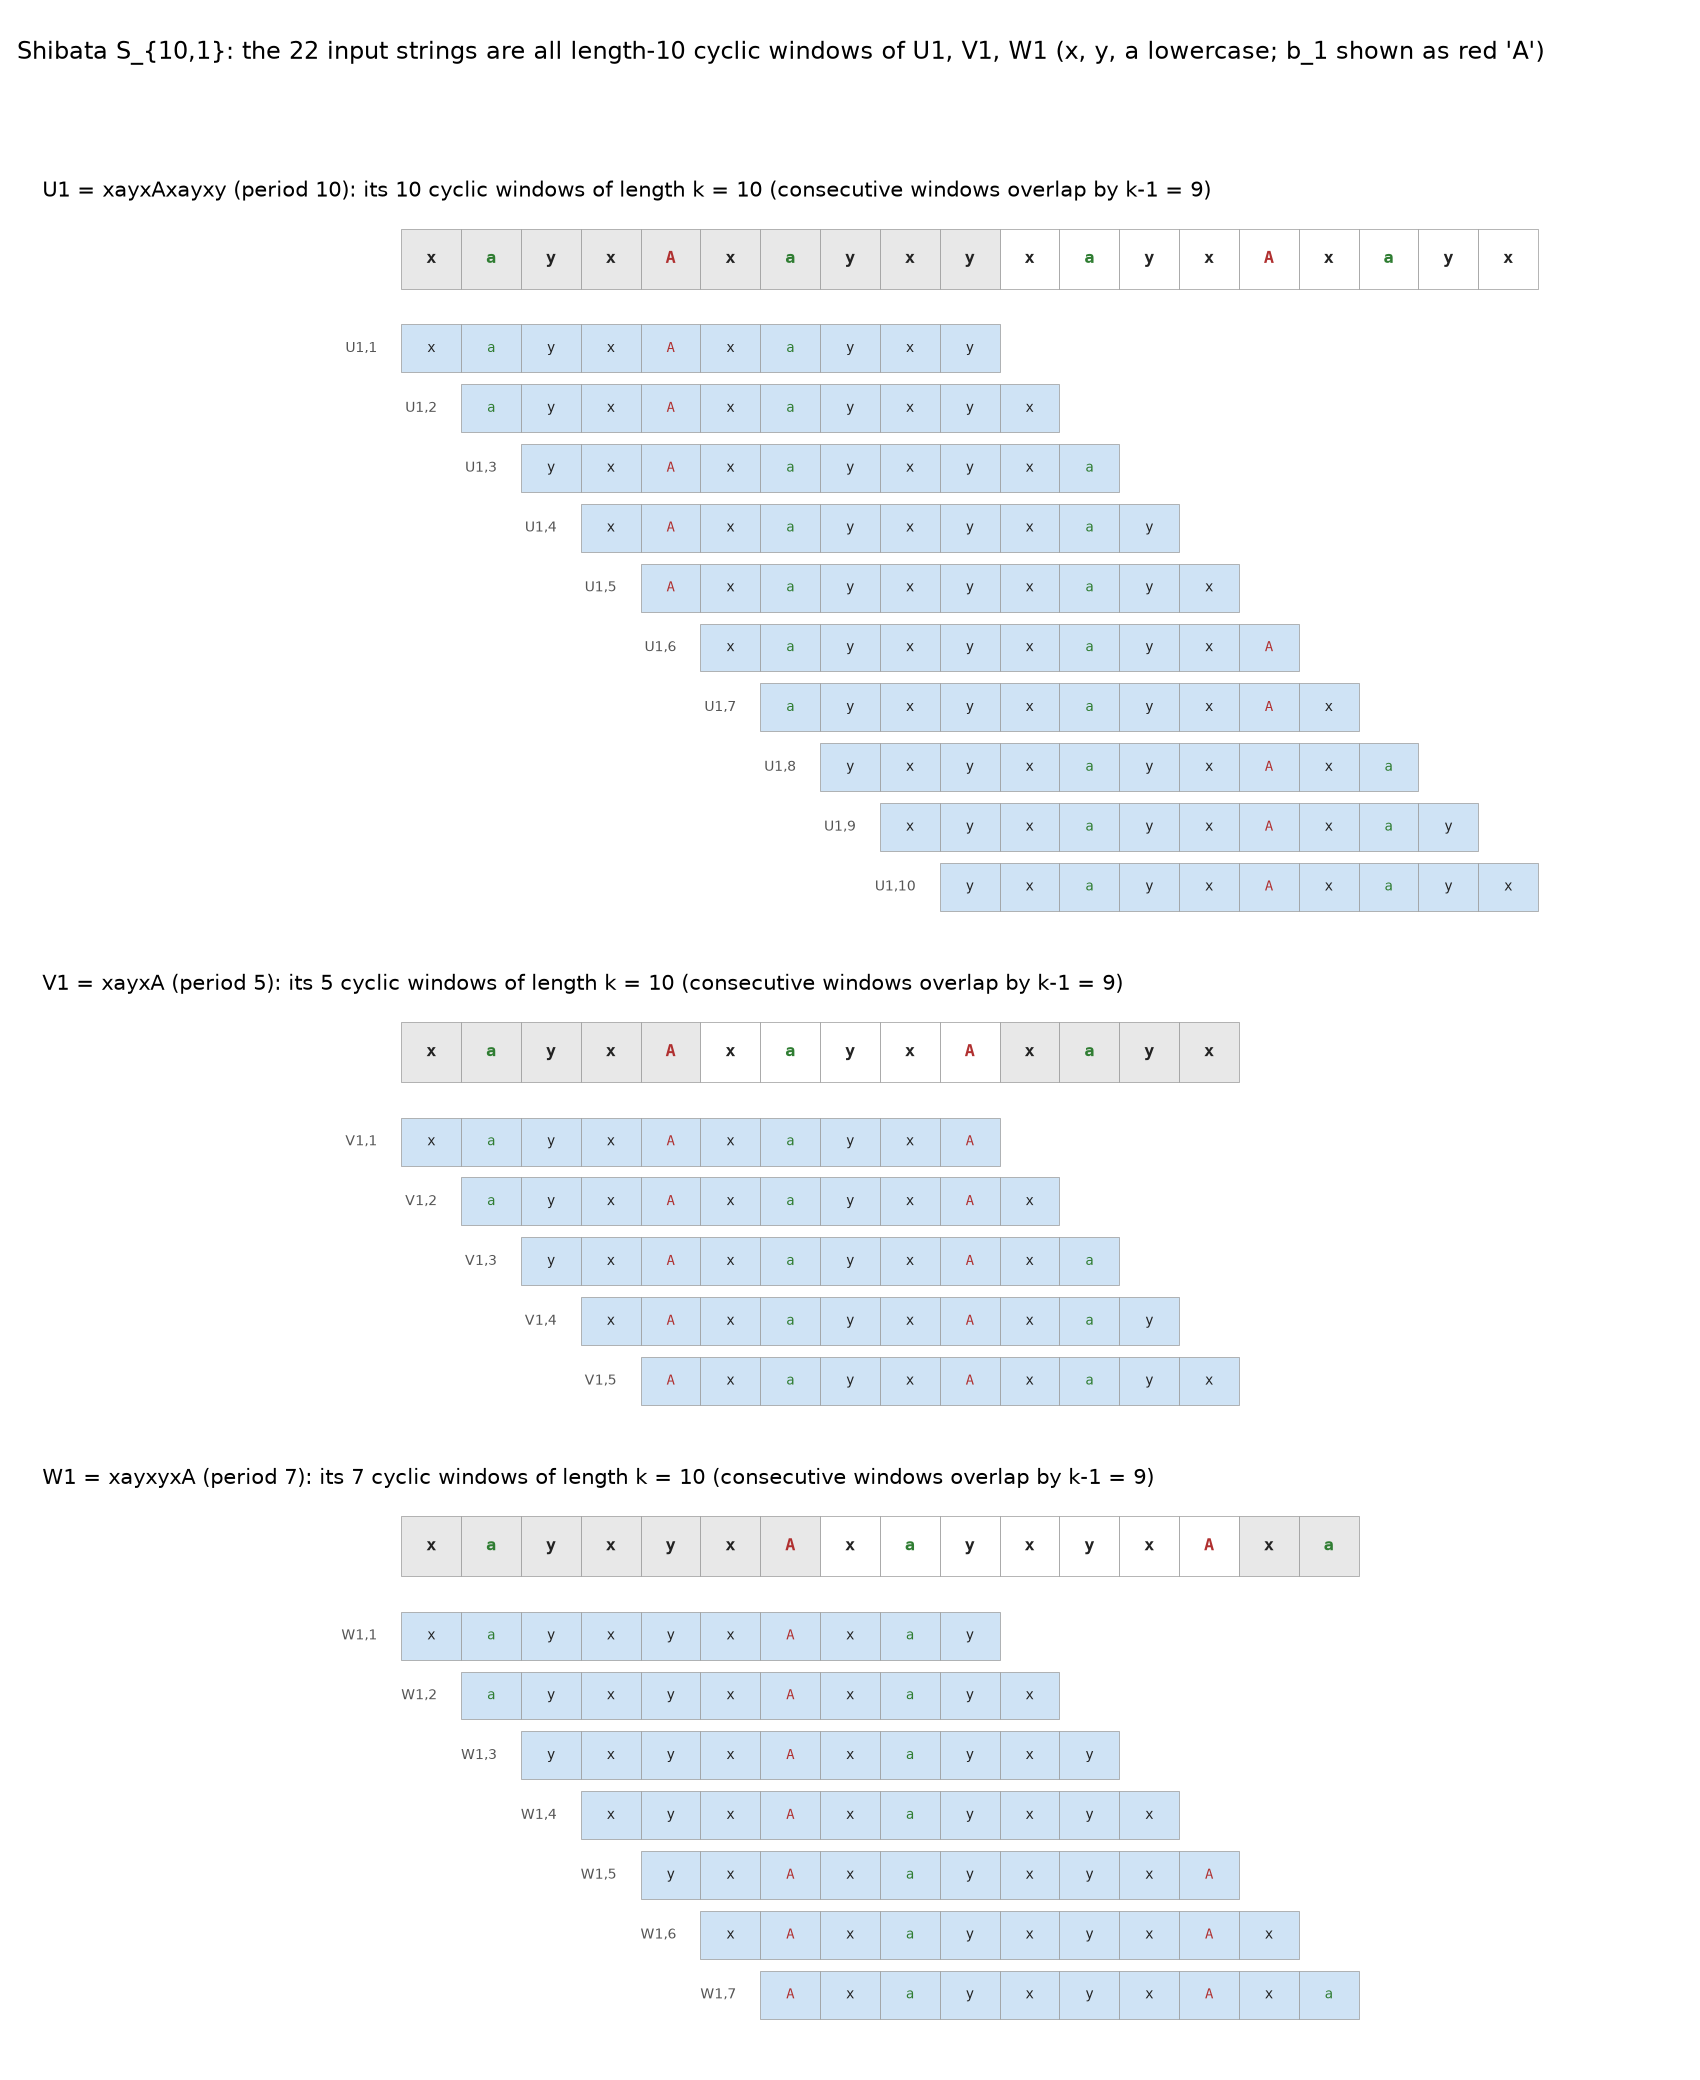 Shibata S_{10,1}: the 22 input strings are all length-10 cyclic windows of U1, V1, W1 (x, y, a lowercase; b_1 shown as red 'A')
U1 = xayxAxayxy (period 10): its 10 cyclic windows of length k = 10 (consecutive windows overlap by k-1 = 9)
x a y x A x a y x y x a y x A x a y x
U1,1 x a y x A x a y x y
U1,2 a y x A x a y x y x
U1,3 y x A x a y x y x a
U1,4 x A x a y x y x a y
U1,5 A x a y x y x a y x
U1,6 x a y x y x a y x A
U1,7 a y x y x a y x A x
U1,8 y x y x a y x A x a
U1,9 x y x a y x A x a y
U1,10 y x a y x A x a y x
V1 = xayxA (period 5): its 5 cyclic windows of length k = 10 (consecutive windows overlap by k-1 = 9)
x a y x A x a y x A x a y x
V1,1 x a y x A x a y x A
V1,2 a y x A x a y x A x
V1,3 y x A x a y x A x a
V1,4 x A x a y x A x a y
V1,5 A x a y x A x a y x
W1 = xayxyxA (period 7): its 7 cyclic windows of length k = 10 (consecutive windows overlap by k-1 = 9)
x a y x y x A x a y x y x A x a
W1,1 x a y x y x A x a y
W1,2 a y x y x A x a y x
W1,3 y x y x A x a y x y
W1,4 x y x A x a y x y x
W1,5 y x A x a y x y x A
W1,6 x A x a y x y x A x
W1,7 A x a y x y x A x a